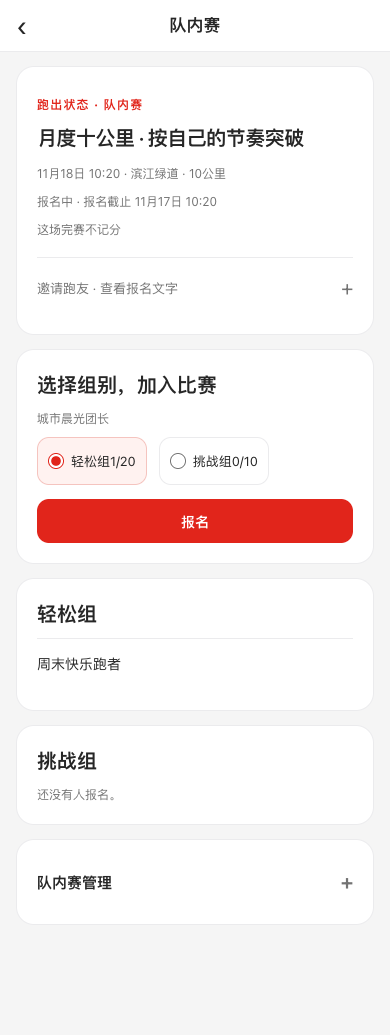 ‹ 队内赛
跑出状态 · 队内赛
月度十公里 · 按自己的节奏突破
11月18日 10:20 · 滨江绿道 · 10公里
报名中 · 报名截止 11月17日 10:20
这场完赛不记分
邀请跑友 · 查看报名文字 +
选择组别，加入比赛
城市晨光团长
轻松组1/20 挑战组0/10
报名
轻松组
周末快乐跑者
挑战组
还没有人报名。
队内赛管理 +